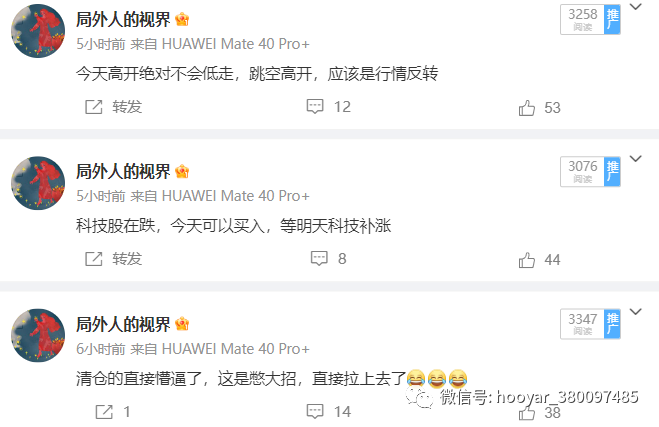 局外人的视界
3258
阅读
推广
5小时前 来自 HUAWEI Mate 40 Pro+
今天高开绝对不会低走，跳空高开，应该是行情反转
转发
12
53
局外人的视界
3076
阅读
推广
5小时前 来自 HUAWEI Mate 40 Pro+
科技股在跌，今天可以买入，等明天科技补涨
转发
8
44
局外人的视界
3347
阅读
推广
6小时前 来自 HUAWEI Mate 40 Pro+
清仓的直接懵逼了，这是憋大招，直接拉上去了😂😂😂
微信号: hooyar_380097485
1
14
38